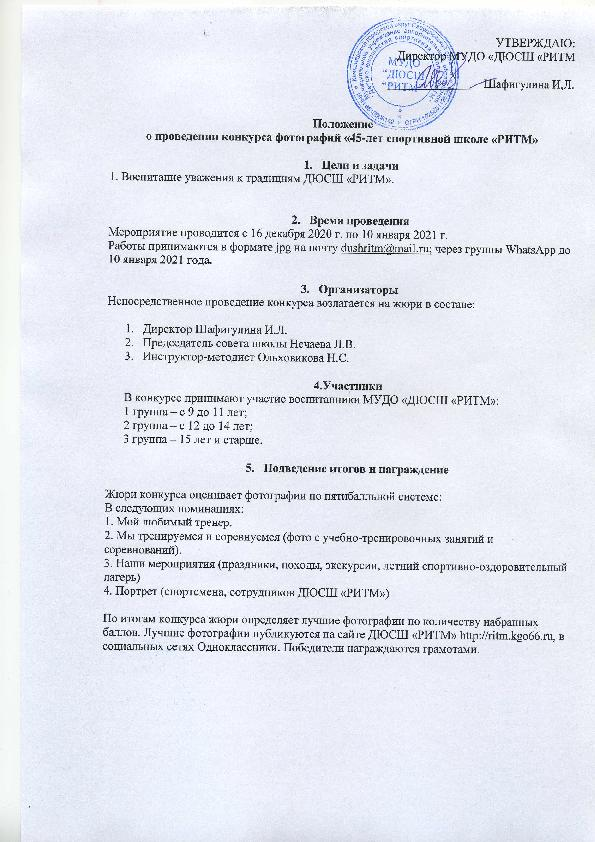 УТВЕРЖДАЮ:
Директор МУДО «ДЮСШ «РИТМ
МУДО
"ДЮСШ
"РИТМ"
Шафигулина И.Л.
Положение
о проведении конкурса фотографий «45-лет спортивной школе «РИТМ»
1. Цели и задачи
1. Воспитание уважения к традициям ДЮСШ «РИТМ».
2. Время проведения
Мероприятие проводится с 16 декабря 2020 г. по 10 января 2021 г.
Работы принимаются в формате jpg на почту dushritm@mail.ru; через группы WhatsApp до
10 января 2021 года.
3. Организаторы
Непосредственное проведение конкурса возлагается на жюри в составе:
1. Директор Шафигулина И.Л.
2. Председатель совета школы Нечаева Л.В.
3. Инструктор-методист Ольховикова Н.С.
4.Участники
В конкурсе принимают участие воспитанники МУДО «ДЮСШ «РИТМ»:
1 группа – с 9 до 11 лет;
2 группа – с 12 до 14 лет;
3 группа – 15 лет и старше.
5. Подведение итогов и награждение
Жюри конкурса оценивает фотографии по пятибалльной системе:
В следующих номинациях:
1. Мой любимый тренер.
2. Мы тренируемся и соревнуемся (фото с учебно-тренировочных занятий и
соревнований).
3. Наши мероприятия (праздники, походы, экскурсии, летний спортивно-оздоровительный
лагерь)
4. Портрет (спортсмена, сотрудников ДЮСШ «РИТМ»)
По итогам конкурса жюри определяет лучшие фотографии по количеству набранных
баллов. Лучшие фотографии публикуются на сайте ДЮСШ «РИТМ» http://ritm.kgo66.ru, в
социальных сетях Одноклассники. Победители награждаются грамотами.